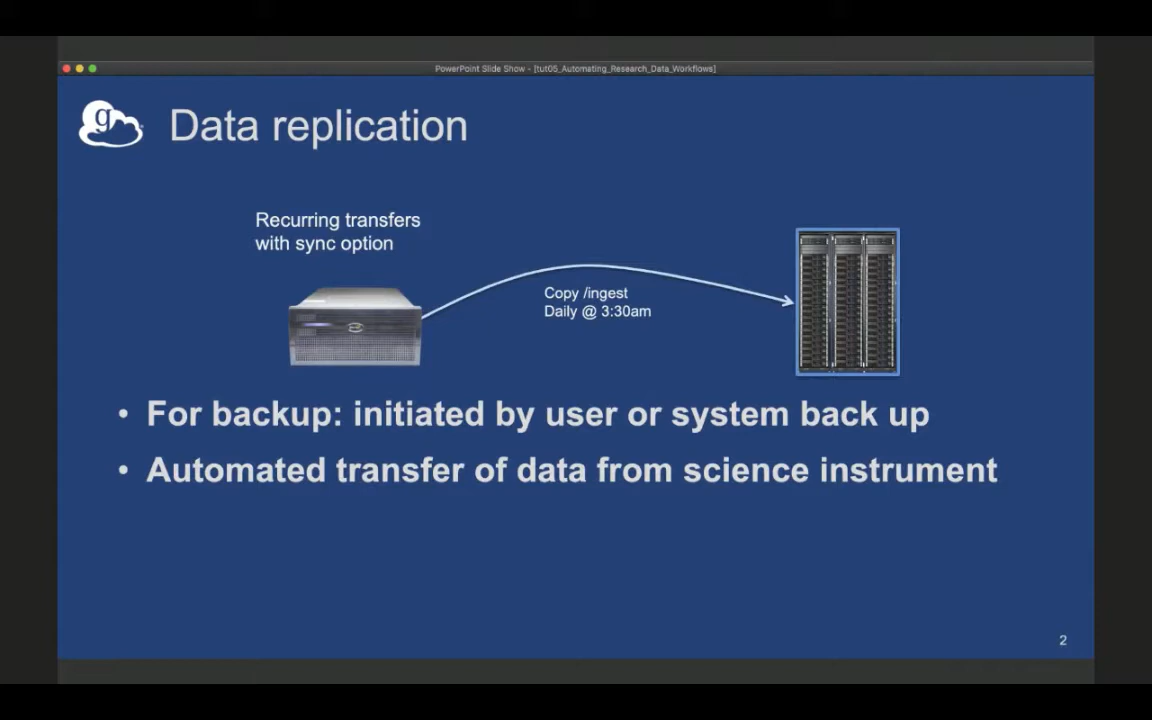 PowerPoint Slide Show - [tut05_Automating_Research_Data_Workflows]
g
Data replication
Recurring transfers
with sync option
Copy /ingest
Daily @ 3:30am
• For backup: initiated by user or system back up
• Automated transfer of data from science instrument
2